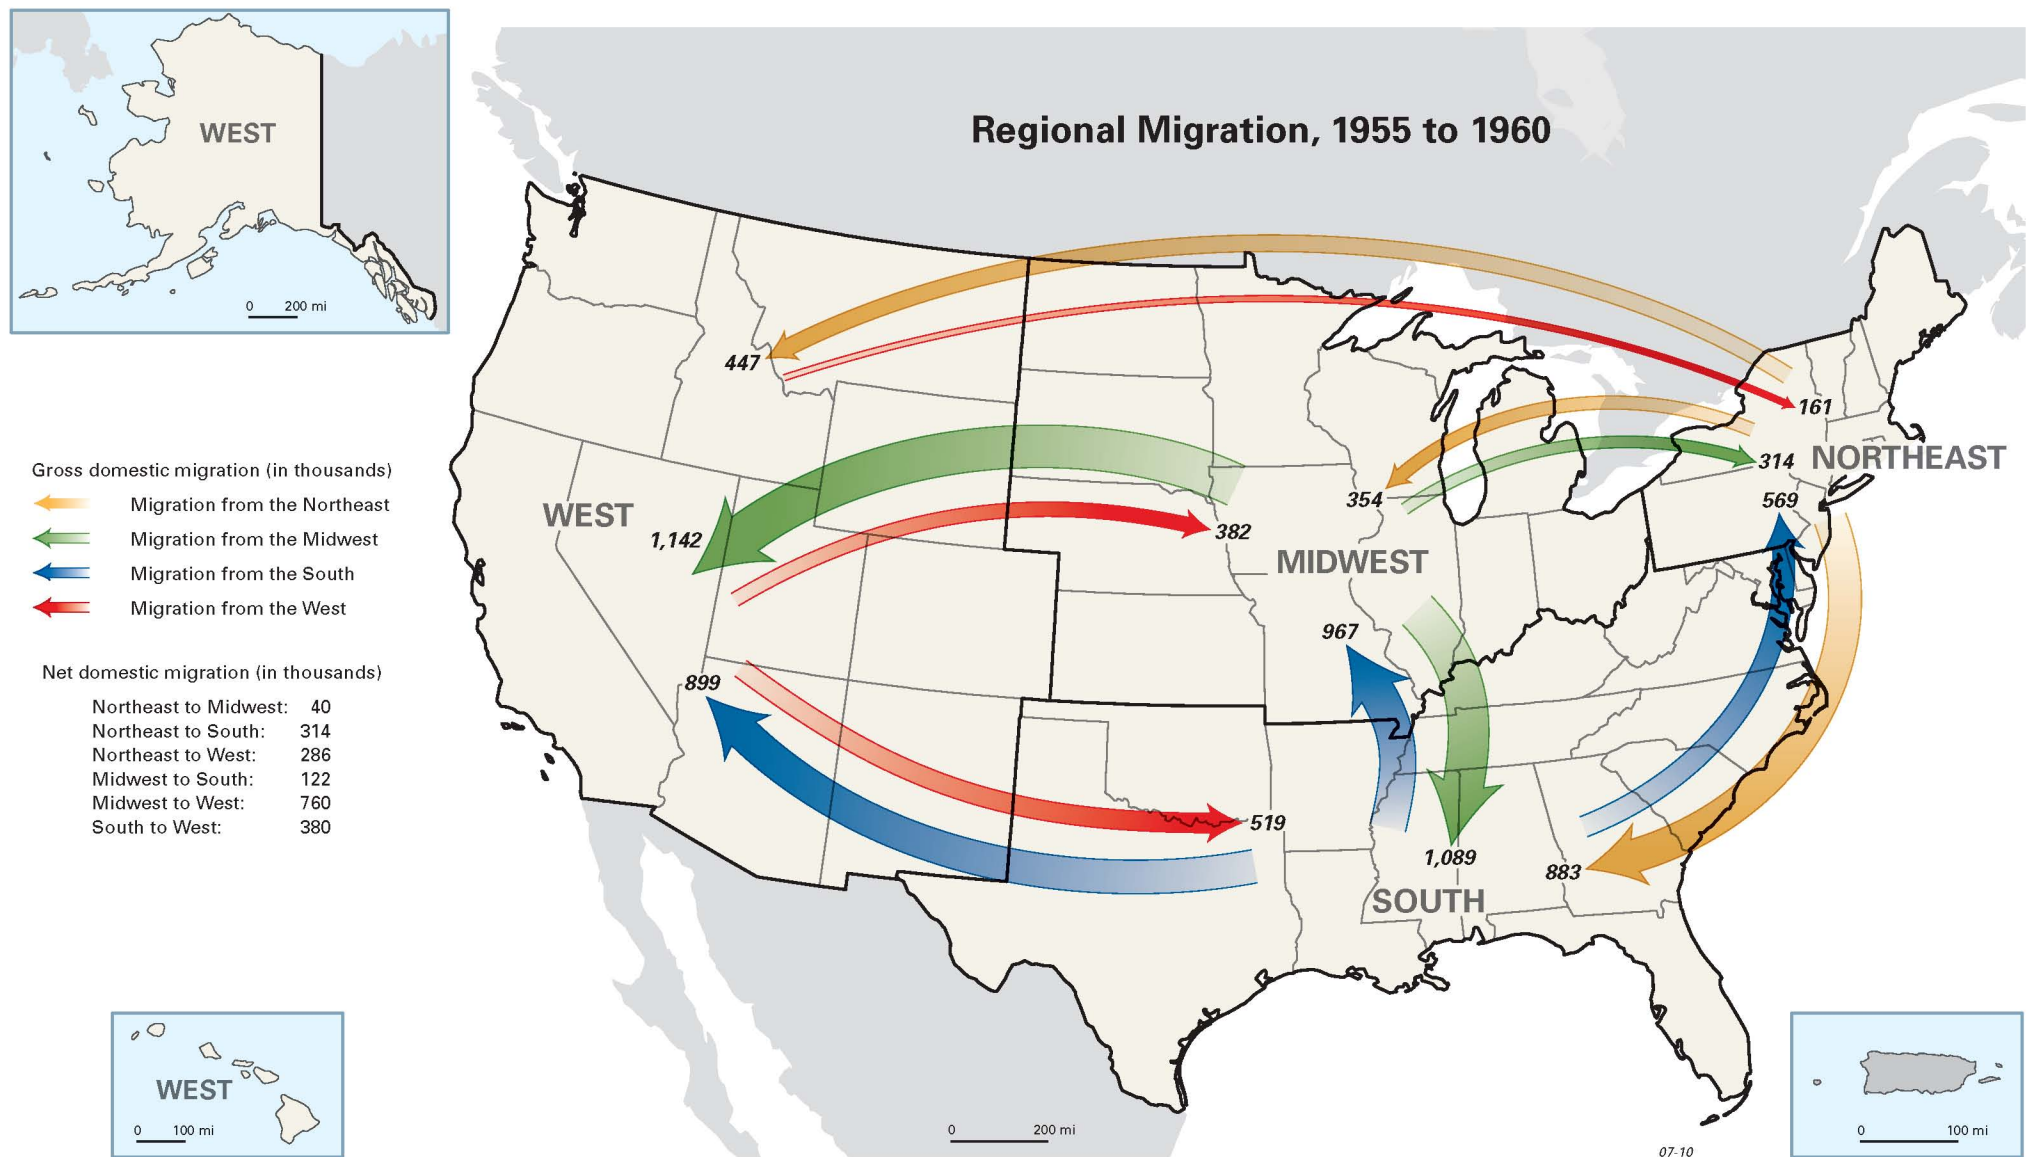 WEST
0 200 mi
Regional Migration, 1955 to 1960
Gross domestic migration (in thousands)
Migration from the Northeast
Migration from the Midwest
Migration from the South
Migration from the West
Net domestic migration (in thousands)
Northeast to Midwest: 40
Northeast to South: 314
Northeast to West: 286
Midwest to South: 122
Midwest to West: 760
South to West: 380
447
161
314
NORTHEAST
354
569
WEST
1,142
382
MIDWEST
967
899
519
1,089
883
SOUTH
WEST
0 100 mi
0 200 mi
0 100 mi
07-10